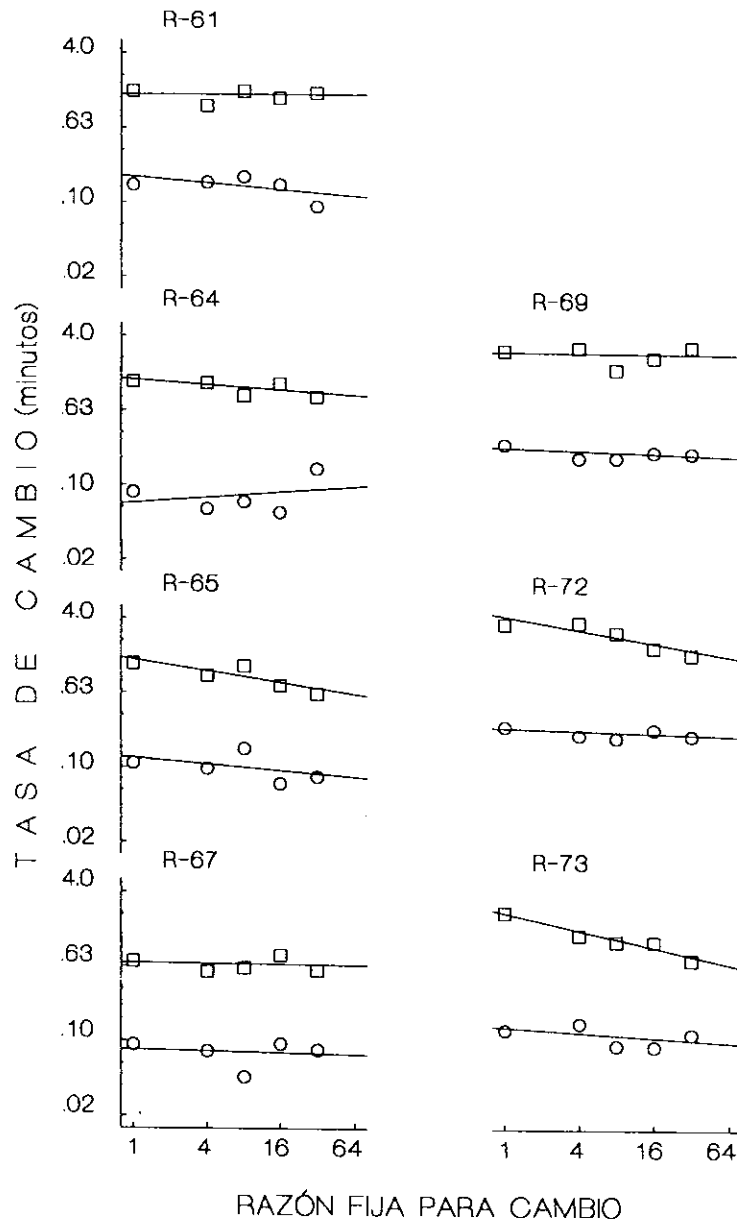 R-61
4.0
.63
.10
.02
R-64
4.0
.63
.10
.02
R-65
4.0
.63
.10
.02
R-67
4.0
.63
.10
.02
1 4 16 64
R-69
R-72
R-73
1 4 16 64
TASA DE CAMBIO (minutos)
RAZÓN FIJA PARA CAMBIO